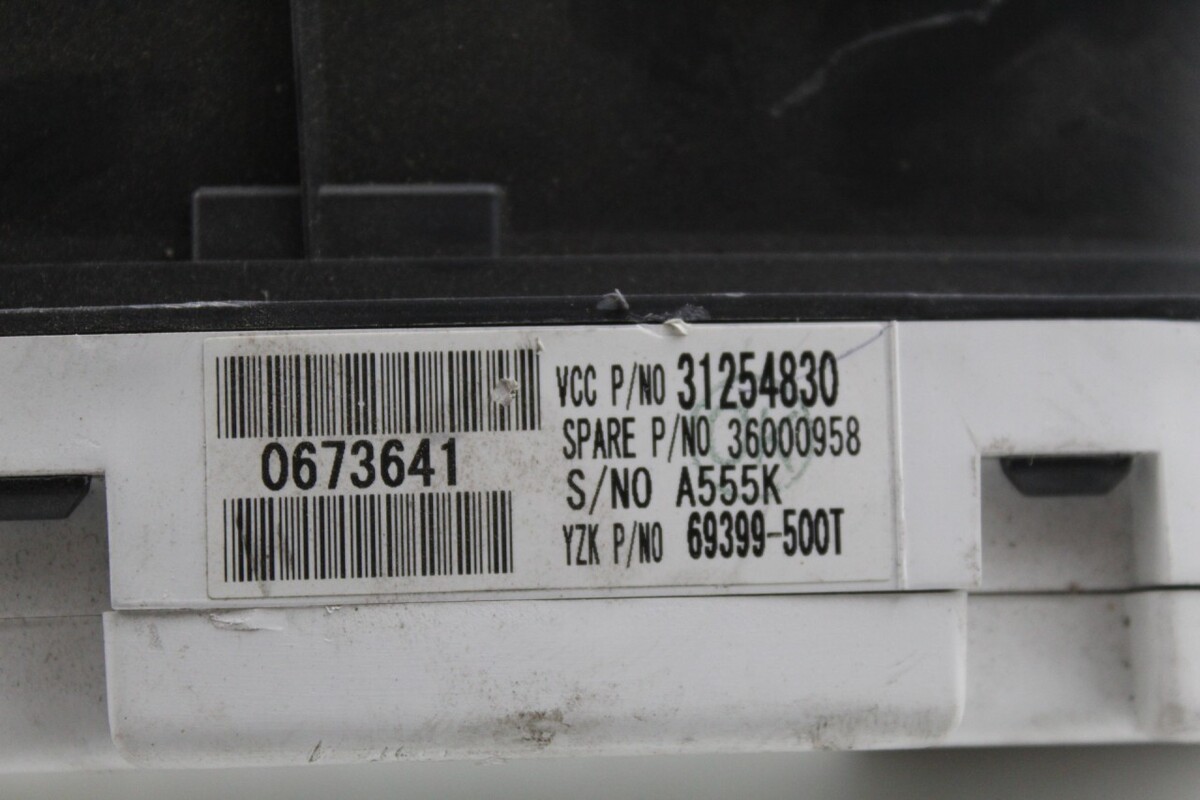 0673641
VCC P/NO 31254830
SPARE P/NO 36000958
S/NO A555K
YZK P/NO 69399-500T